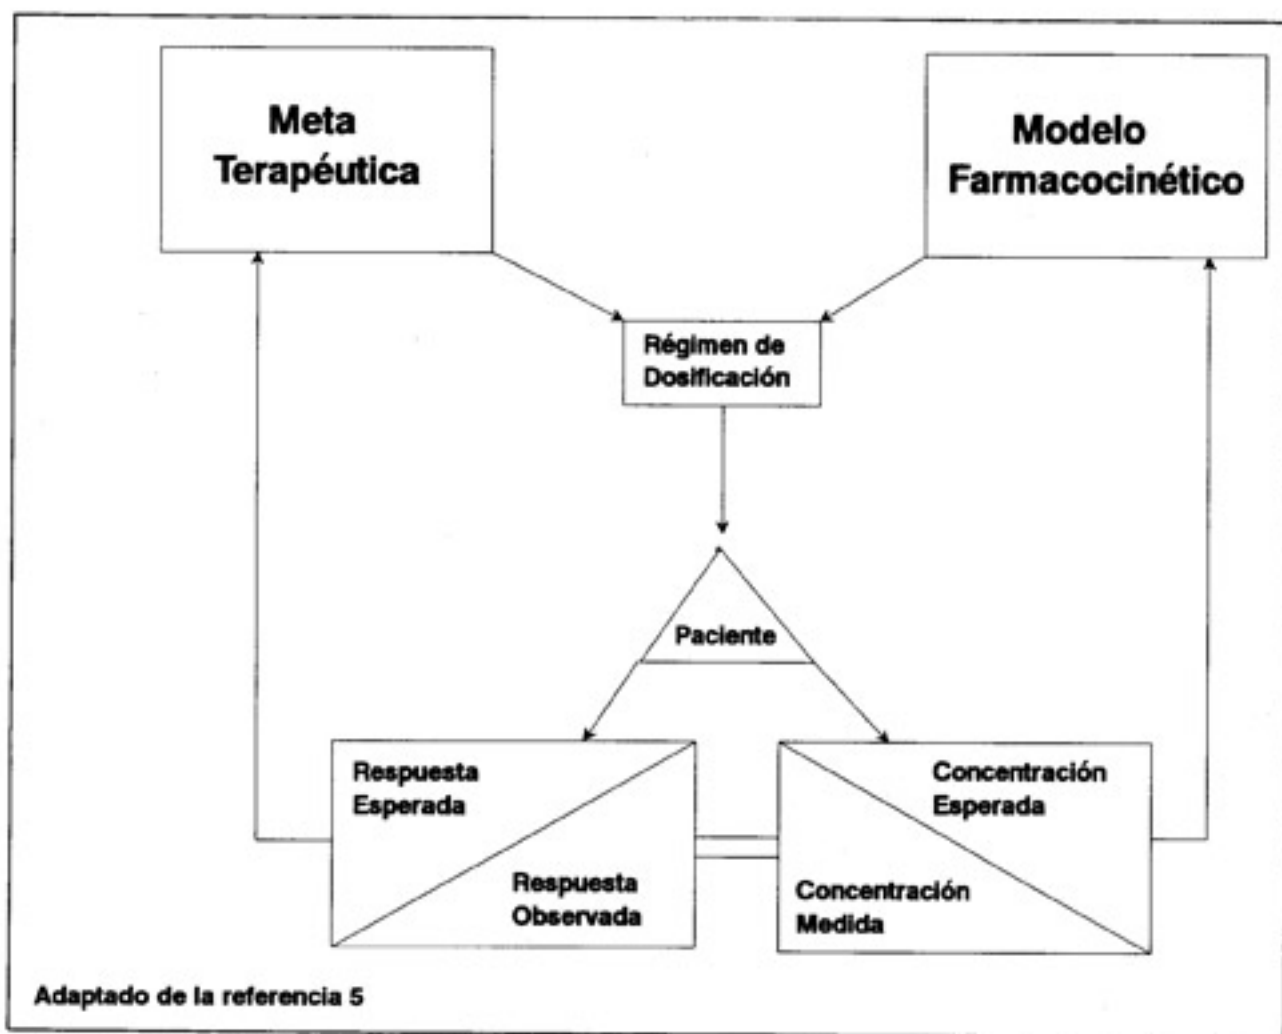 Meta
Terapéutica
Modelo
Farmacocinético
Régimen de
Dosificación
Paciente
Respuesta
Esperada
Respuesta
Observada
Concentración
Esperada
Concentración
Medida
Adaptado de la referencia 5